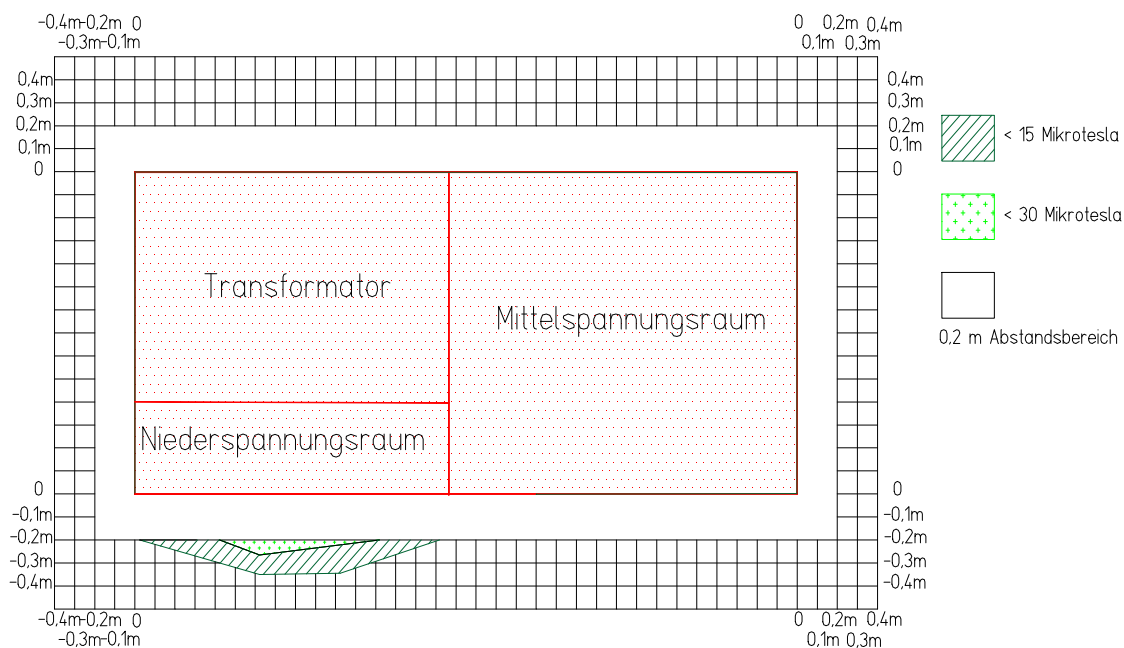 -0,4m-0,2m 0
-0,3m-0,1m
0 0,2m 0,4m
0,1m 0,3m
0,4m
0,3m
0,2m
0,1m
0
0,4m
0,3m
0,2m
0,1m
0
< 15 Mikrotesla
< 30 Mikrotesla
0,2 m Abstandsbereich
Transformator
Mittelspannungsraum
Niederspannungsraum
0
-0,1m
-0,2m
-0,3m
-0,4m
0
-0,1m
-0,2m
-0,3m
-0,4m
-0,4m-0,2m 0
-0,3m-0,1m
0 0,2m 0,4m
0,1m 0,3m